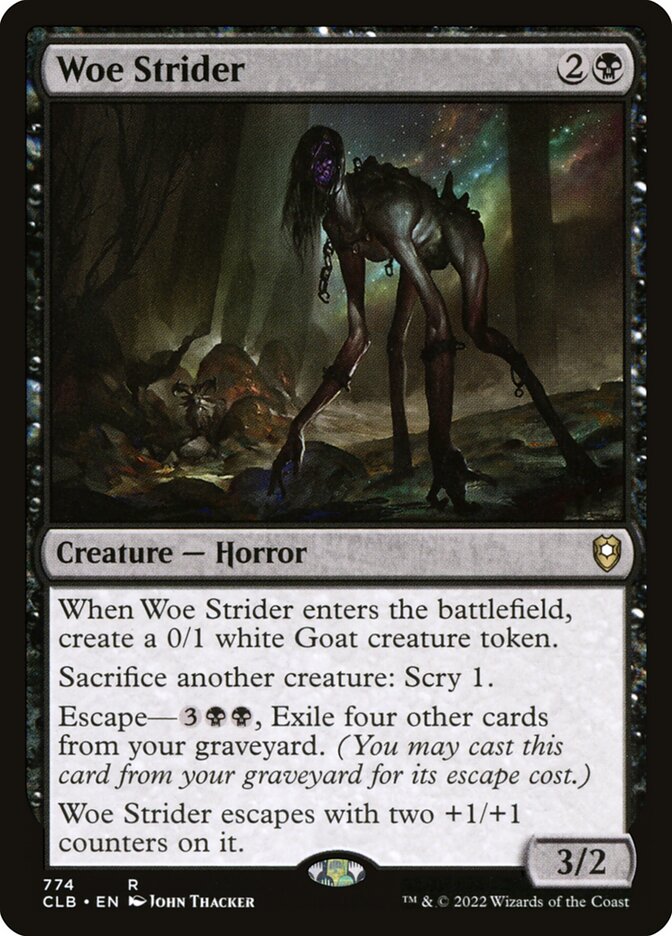 Woe Strider 2
Creature — Horror
When Woe Strider enters the battlefield,
create a 0/1 white Goat creature token.
Sacrifice another creature: Scry 1.
Escape—3, Exile four other cards
from your graveyard. (You may cast this
card from your graveyard for its escape cost.)
Woe Strider escapes with two +1/+1
counters on it.
3/2
774 R
CLB • EN John Thacker
™ & © 2022 Wizards of the Coast